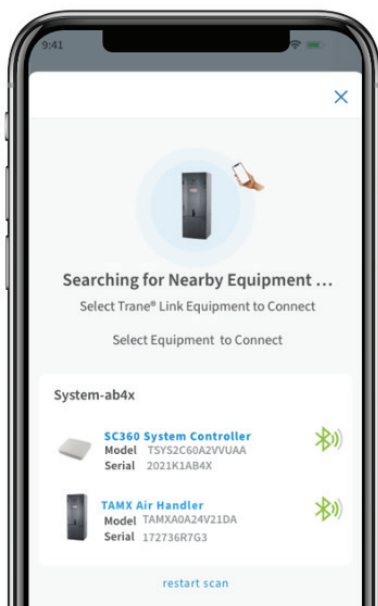 9:41
Searching for Nearby Equipment ...
Select Trane® Link Equipment to Connect
Select Equipment to Connect
System-ab4x
SC360 System Controller
Model TSYS2C60A2VVUAA
Serial 2021K1AB4X
TAMX Air Handler
Model TAMXA0A24V21DA
Serial 172736R7G3
restart scan